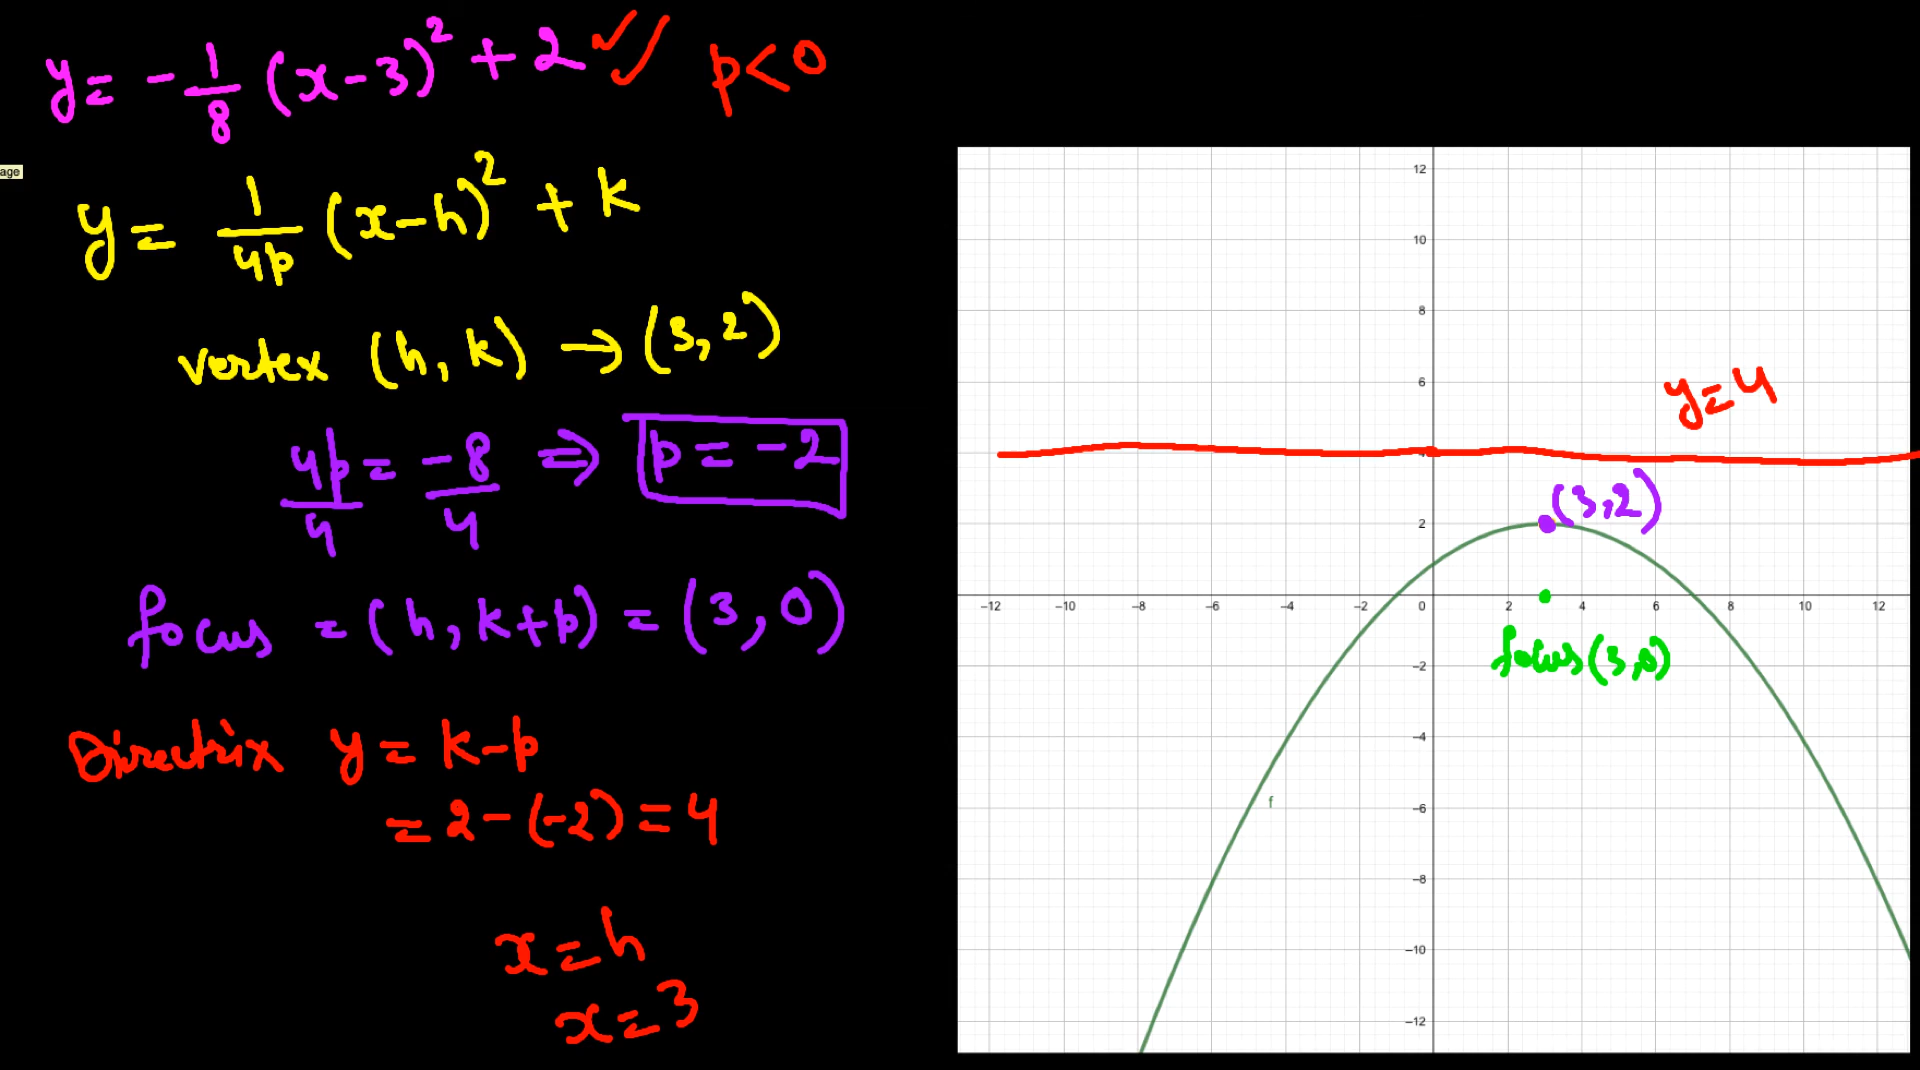 y = -1/8 (x-3)² + 2 ✓✓ p<0
age
y = 1/4p (x-h)² + k
vertex (h, k) → (3, 2)
4p/4 = -8/4 ⇒ p = -2
focus = (h, k+p) = (3, 0)
Directrix y = k-p
= 2-(-2) = 4
x = h
x = 3
12
10
8
6
y = 4
4
(3,2)
2
-12 -10 -8 -6 -4 -2 0 2 4 6 8 10 12
focus (3,0)
-2
-4
f
-6
-8
-10
-12